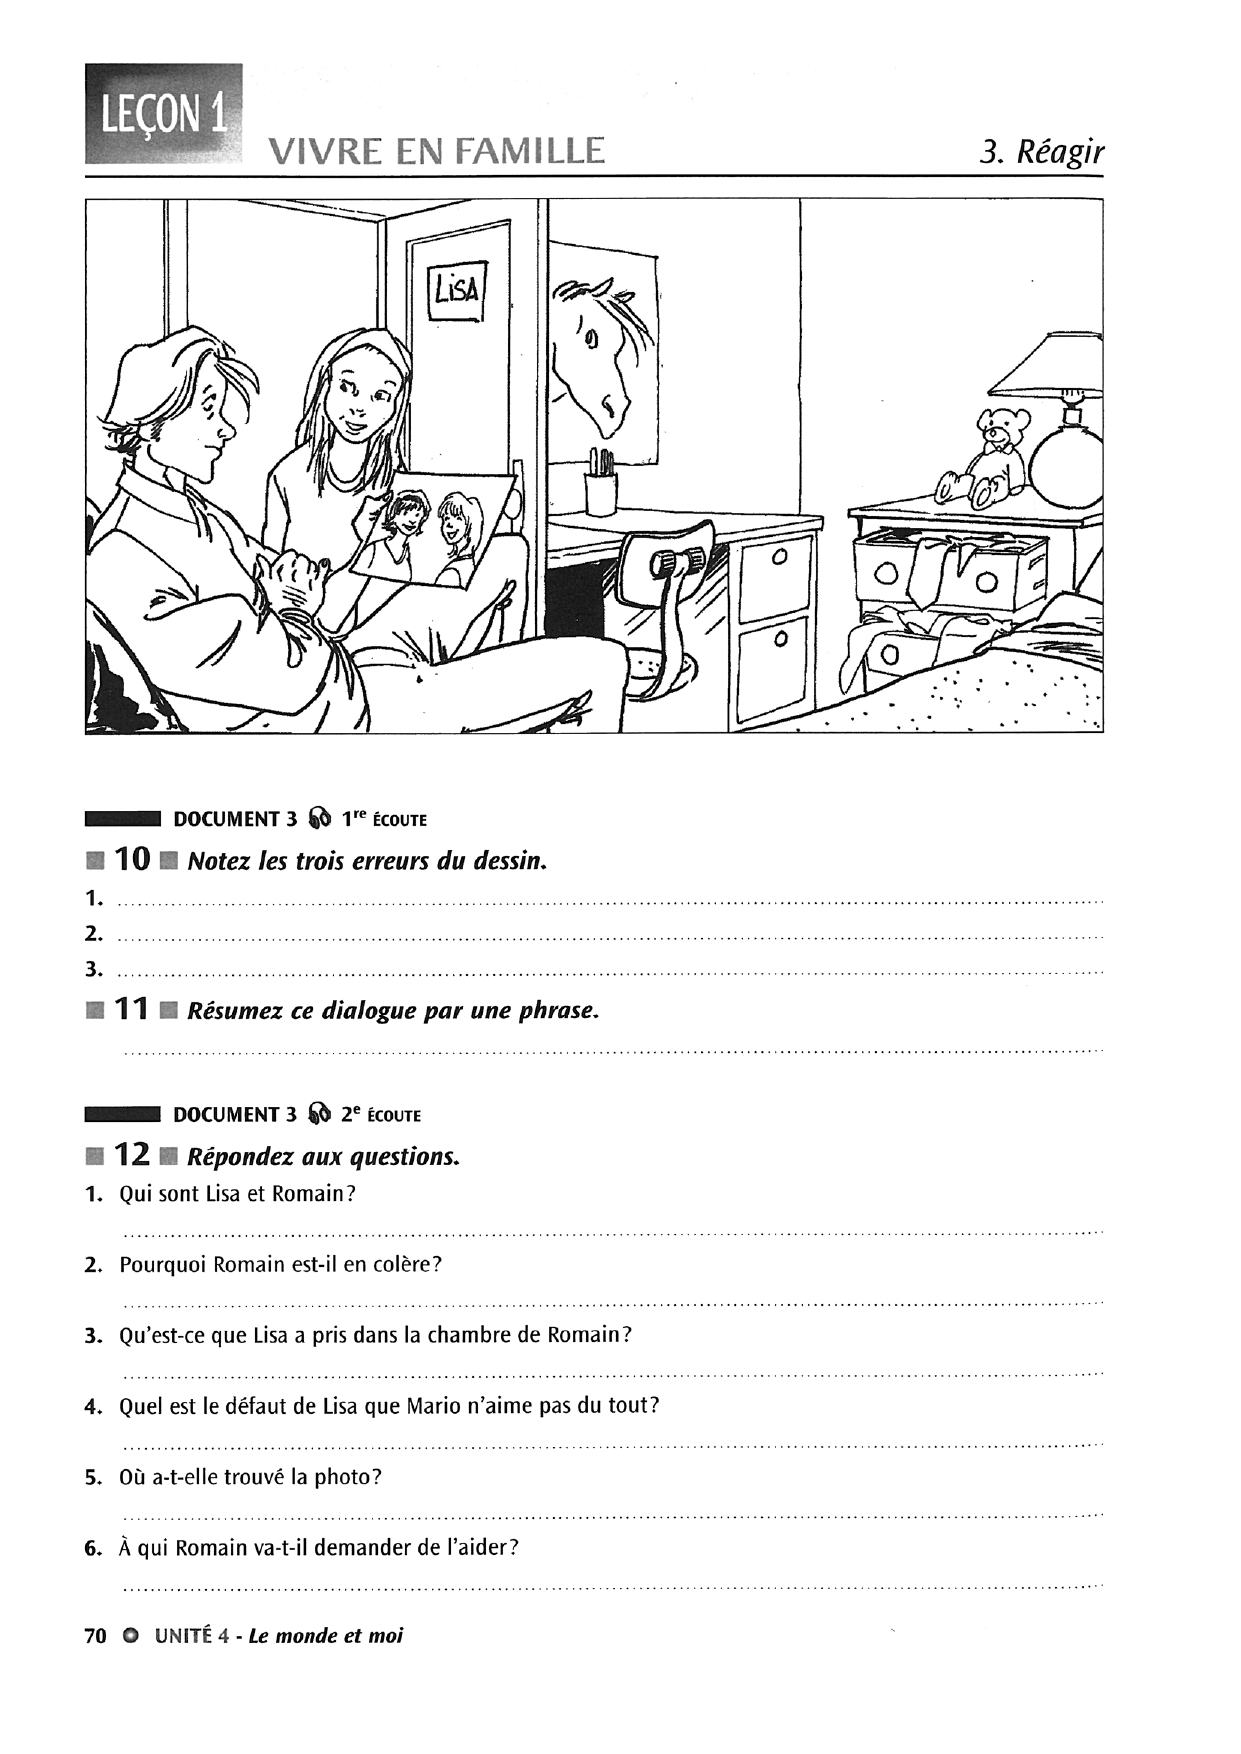 LEÇON 1
VIVRE EN FAMILLE
3. Réagir
LiSA
DOCUMENT 3 1re ÉCOUTE
10 Notez les trois erreurs du dessin.
1.
2.
3.
11 Résumez ce dialogue par une phrase.
DOCUMENT 3 2e ÉCOUTE
12 Répondez aux questions.
1. Qui sont Lisa et Romain?
2. Pourquoi Romain est-il en colère?
3. Qu'est-ce que Lisa a pris dans la chambre de Romain?
4. Quel est le défaut de Lisa que Mario n'aime pas du tout?
5. Où a-t-elle trouvé la photo?
6. À qui Romain va-t-il demander de l'aider?
70 UNITÉ 4 - Le monde et moi